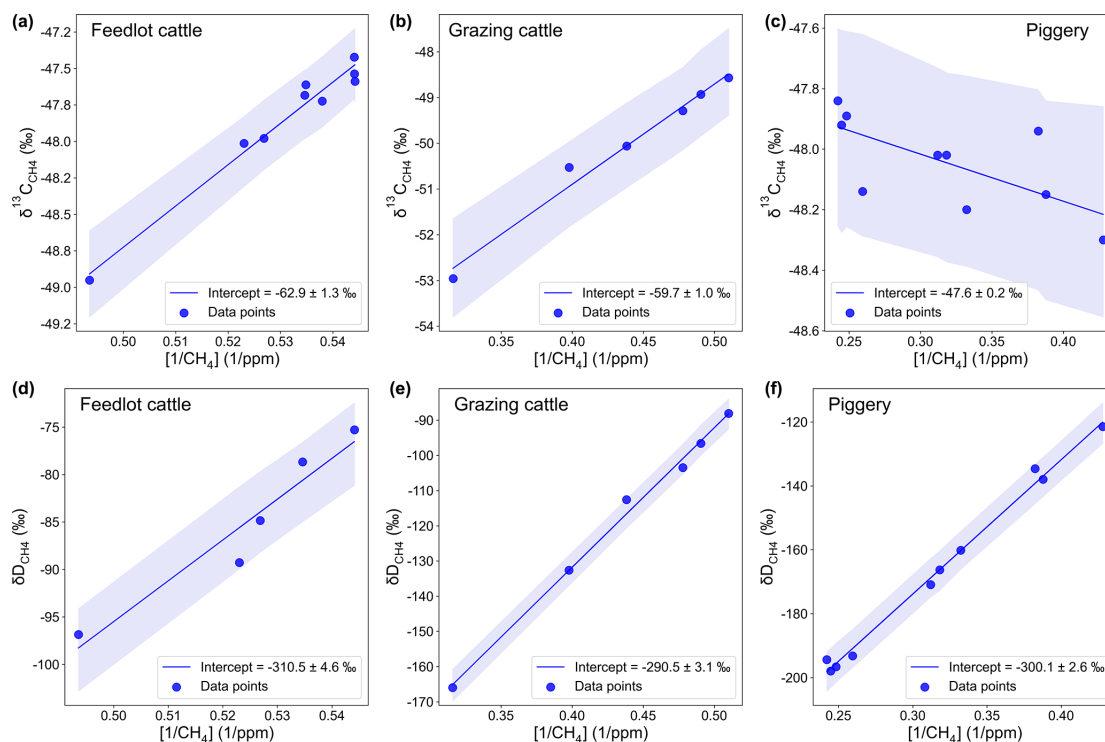 (a) Feedlot cattle
-47.2
-47.5
-47.8
-48.0
-48.2
-48.5
-48.8
-49.0
-49.2
δ¹³C_CH4 (‰)
Intercept = -62.9 ± 1.3 ‰
Data points
0.50 0.51 0.52 0.53 0.54
[1/CH₄] (1/ppm)
(b) Grazing cattle
-48
-49
-50
-51
-52
-53
-54
δ¹³C_CH4 (‰)
Intercept = -59.7 ± 1.0 ‰
Data points
0.35 0.40 0.45 0.50
[1/CH₄] (1/ppm)
(c) Piggery
-47.6
-47.8
-48.0
-48.2
-48.4
-48.6
δ¹³C_CH4 (‰)
Intercept = -47.6 ± 0.2 ‰
Data points
0.25 0.30 0.35 0.40
[1/CH₄] (1/ppm)
(d) Feedlot cattle
-75
-80
-85
-90
-95
-100
δD_CH4 (‰)
Intercept = -310.5 ± 4.6 ‰
Data points
0.50 0.51 0.52 0.53 0.54
[1/CH₄] (1/ppm)
(e) Grazing cattle
-90
-100
-110
-120
-130
-140
-150
-160
-170
δD_CH4 (‰)
Intercept = -290.5 ± 3.1 ‰
Data points
0.35 0.40 0.45 0.50
[1/CH₄] (1/ppm)
(f) Piggery
-120
-140
-160
-180
-200
δD_CH4 (‰)
Intercept = -300.1 ± 2.6 ‰
Data points
0.25 0.30 0.35 0.40
[1/CH₄] (1/ppm)